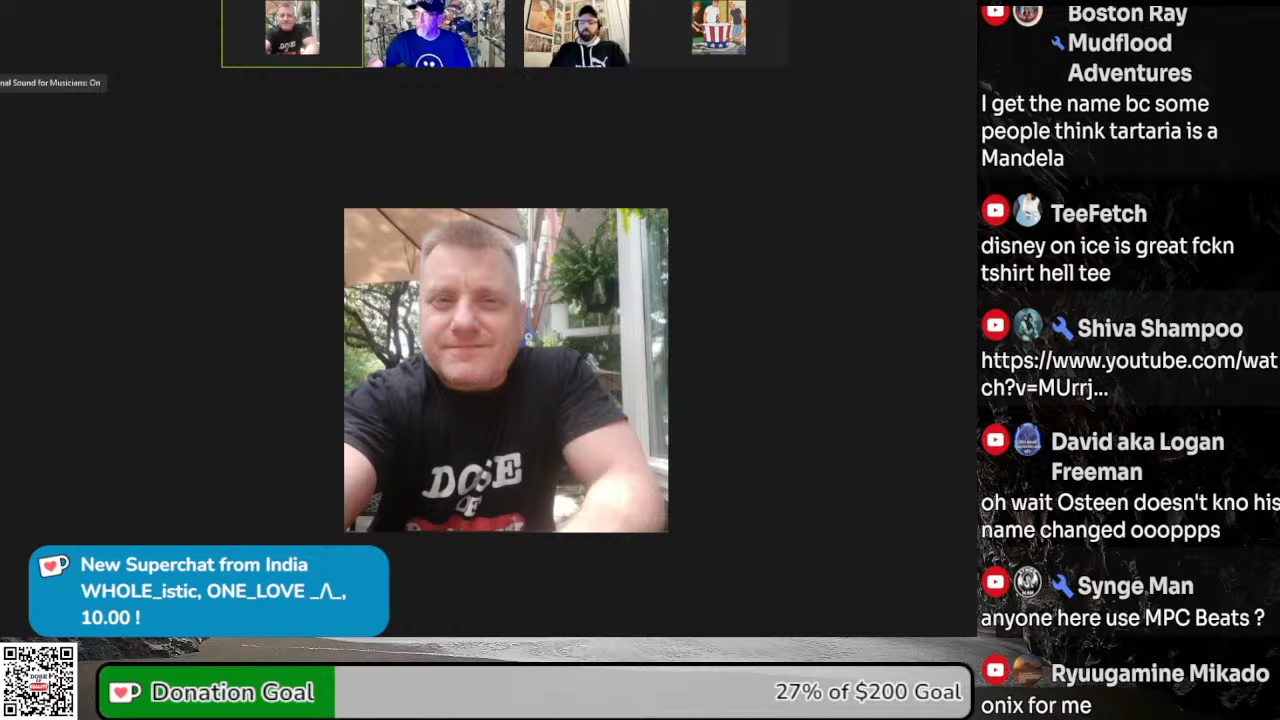 nal Sound for Musicians: On
DOSE
OF
New Superchat from India
WHOLE_istic, ONE_LOVE _/\_,
10.00 !
DOSE
OF
REALITY
Donation Goal
27% of $200 Goal
Boston Ray
Mudflood
Adventures
I get the name bc some
people think tartaria is a
Mandela
TeeFetch
disney on ice is great fckn
tshirt hell tee
Shiva Shampoo
https://www.youtube.com/wat
ch?v=MUrrj...
David aka Logan
Freeman
oh wait Osteen doesn't kno his
name changed oooppps
Synge Man
anyone here use MPC Beats ?
Ryuugamine Mikado
onix for me